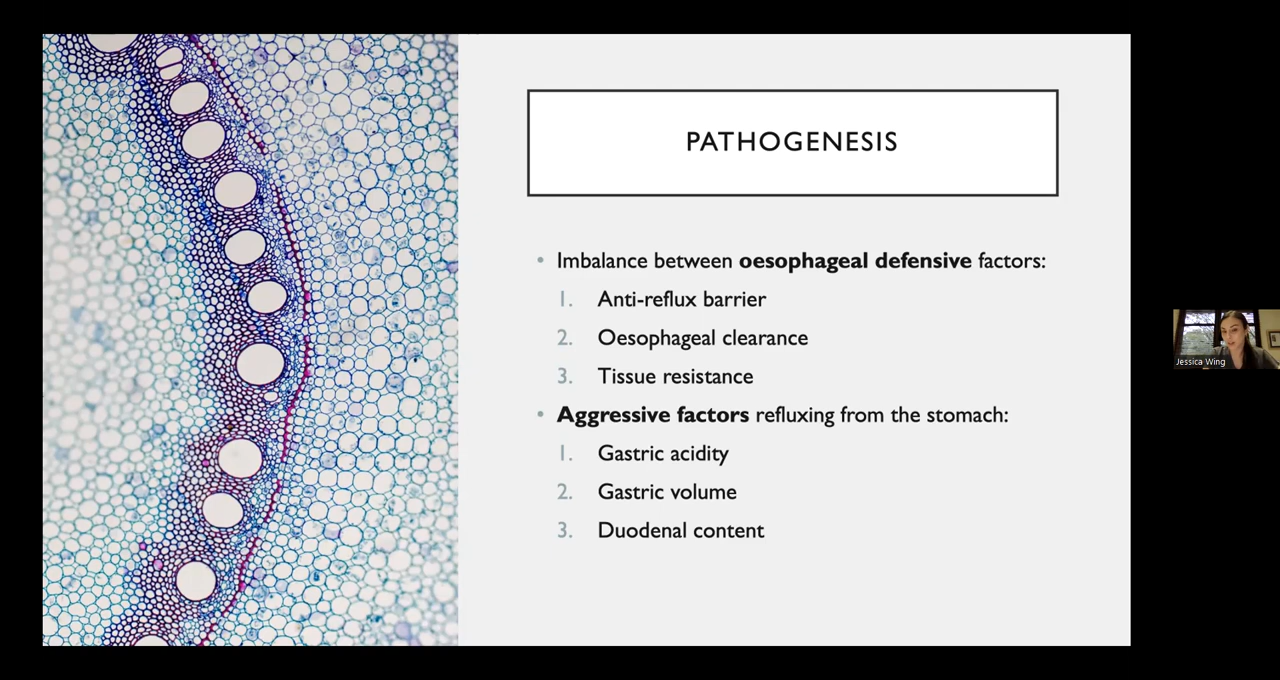 PATHOGENESIS
• Imbalance between oesophageal defensive factors:
1. Anti-reflux barrier
2. Oesophageal clearance
3. Tissue resistance
• Aggressive factors refluxing from the stomach:
1. Gastric acidity
2. Gastric volume
3. Duodenal content
Jessica Wing